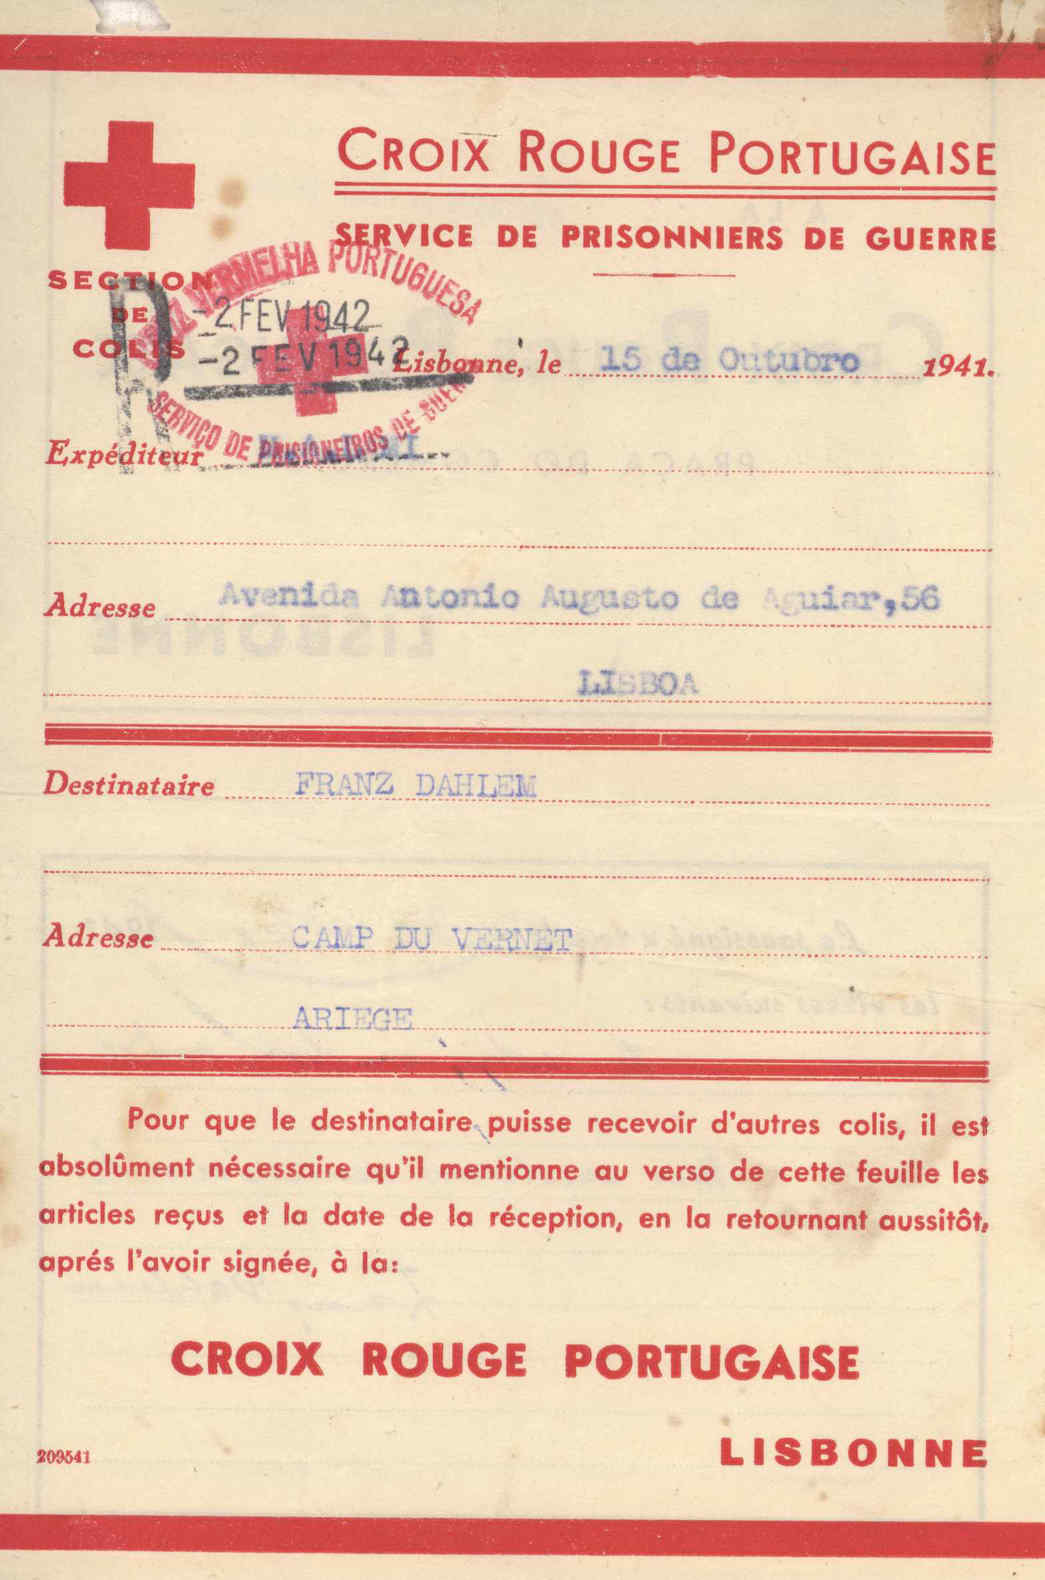 CROIX ROUGE PORTUGAISE
SERVICE DE PRISONNIERS DE GUERRE
SECTION
DE
COLIS
CRUZ VERMELHA PORTUGUESA
-2 FEV 1942
-2 FEV 1942
SERVIÇO DE PRISIONEIROS DE GUERRA
R
Lisbonne, le 15 de Outubro 1941.
Expéditeur
Adresse Avenida Antonio Augusto de Aguiar,56
LISBOA
Destinataire FRANZ DAHLEM
Adresse CAMP DU VERNET
ARIEGE
Pour que le destinataire puisse recevoir d'autres colis, il est
absolûment nécessaire qu'il mentionne au verso de cette feuille les
articles reçus et la date de la réception, en la retournant aussitôt,
aprés l'avoir signée, à la:
CROIX ROUGE PORTUGAISE
LISBONNE
209541